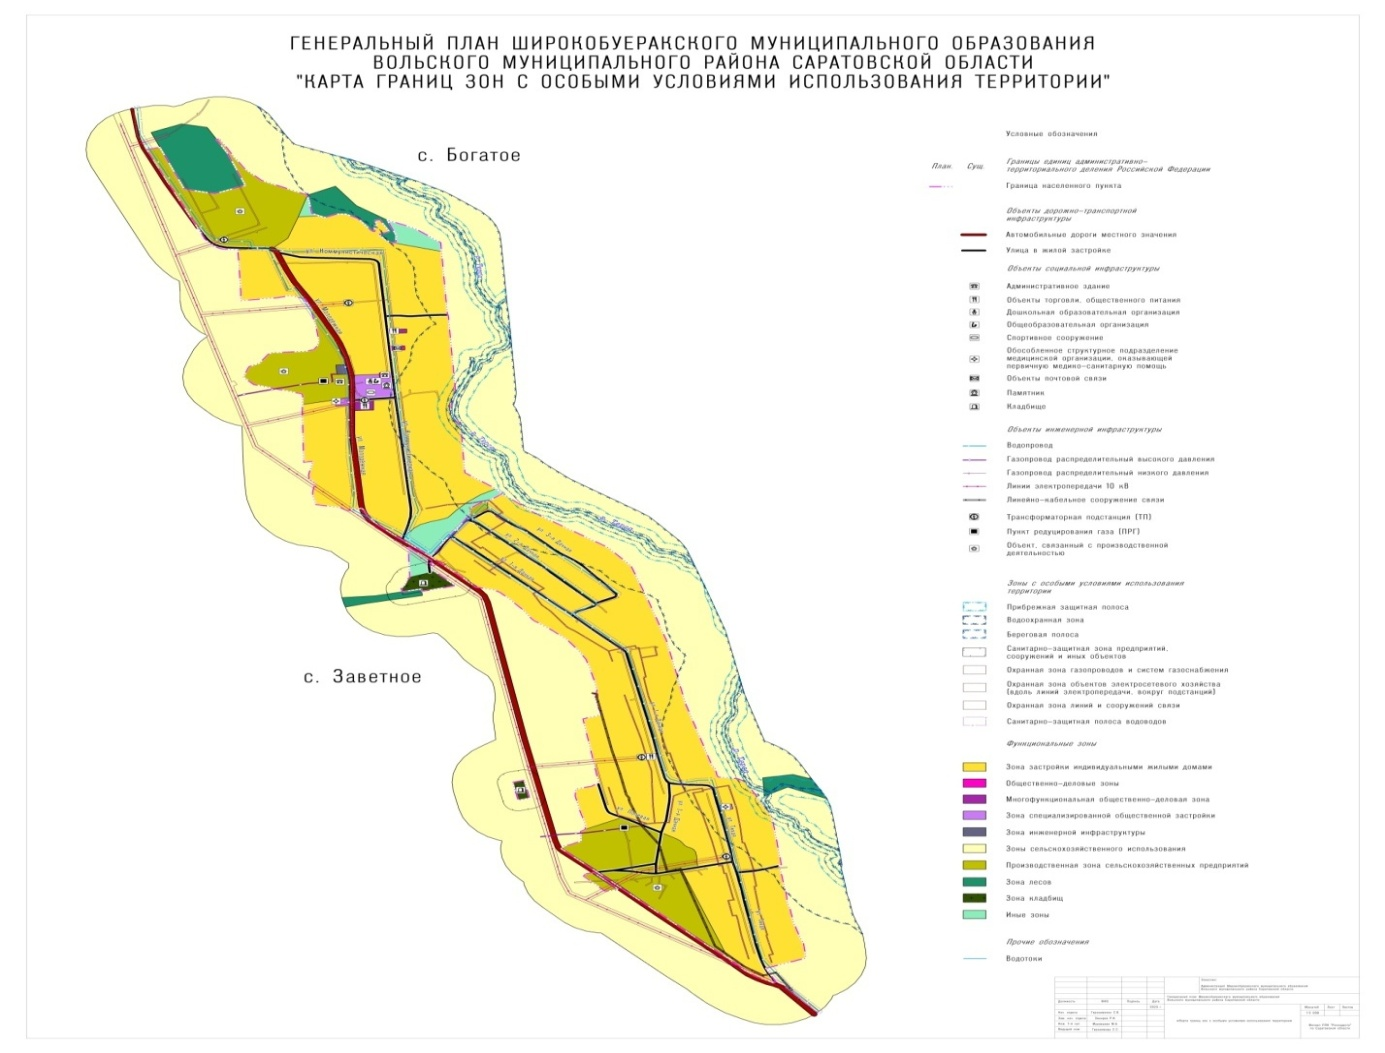 ГЕНЕРАЛЬНЫЙ ПЛАН ШИРОКОБУЕРАКСКОГО МУНИЦИПАЛЬНОГО ОБРАЗОВАНИЯ
ВОЛЬСКОГО МУНИЦИПАЛЬНОГО РАЙОНА САРАТОВСКОЙ ОБЛАСТИ
"КАРТА ГРАНИЦ ЗОН С ОСОБЫМИ УСЛОВИЯМИ ИСПОЛЬЗОВАНИЯ ТЕРРИТОРИИ"
с. Богатое
с. Заветное
Условные обозначения
План. Сущ.
Границы единиц административно-
территориального деления Российской Федерации
Граница населенного пункта
Объекты дорожно-транспортной
инфраструктуры
Автомобильные дороги местного значения
Улица в жилой застройке
Объекты социальной инфраструктуры
Административное здание
Объекты торговли, общественного питания
Дошкольная образовательная организация
Общеобразовательная организация
Спортивное сооружение
Обособленное структурное подразделение
медицинской организации, оказывающей
первичную медико-санитарную помощь
Объекты почтовой связи
Памятник
Кладбище
Объекты инженерной инфраструктуры
Водопровод
Газопровод распределительный высокого давления
Газопровод распределительный низкого давления
Линии электропередачи 10 кВ
Линейно-кабельное сооружение связи
Трансформаторная подстанция (ТП)
Пункт редуцирования газа (ПРГ)
Объект, связанный с производственной
деятельностью
Зоны с особыми условиями использования
территории
Прибрежная защитная полоса
Водоохранная зона
Береговая полоса
Санитарно-защитная зона предприятий,
сооружений и иных объектов
Охранная зона газопроводов и систем газоснабжения
Охранная зона объектов электросетевого хозяйства
(вдоль линий электропередачи, вокруг подстанций)
Охранная зона линий и сооружений связи
Санитарно-защитная полоса водоводов
Функциональные зоны
Зона застройки индивидуальными жилыми домами
Общественно-деловые зоны
Многофункциональная общественно-деловая зона
Зона специализированной общественной застройки
Зона инженерной инфраструктуры
Зоны сельскохозяйственного использования
Производственная зона сельскохозяйственных предприятий
Зона лесов
Зона кладбищ
Иные зоны
Прочие обозначения
Водотоки